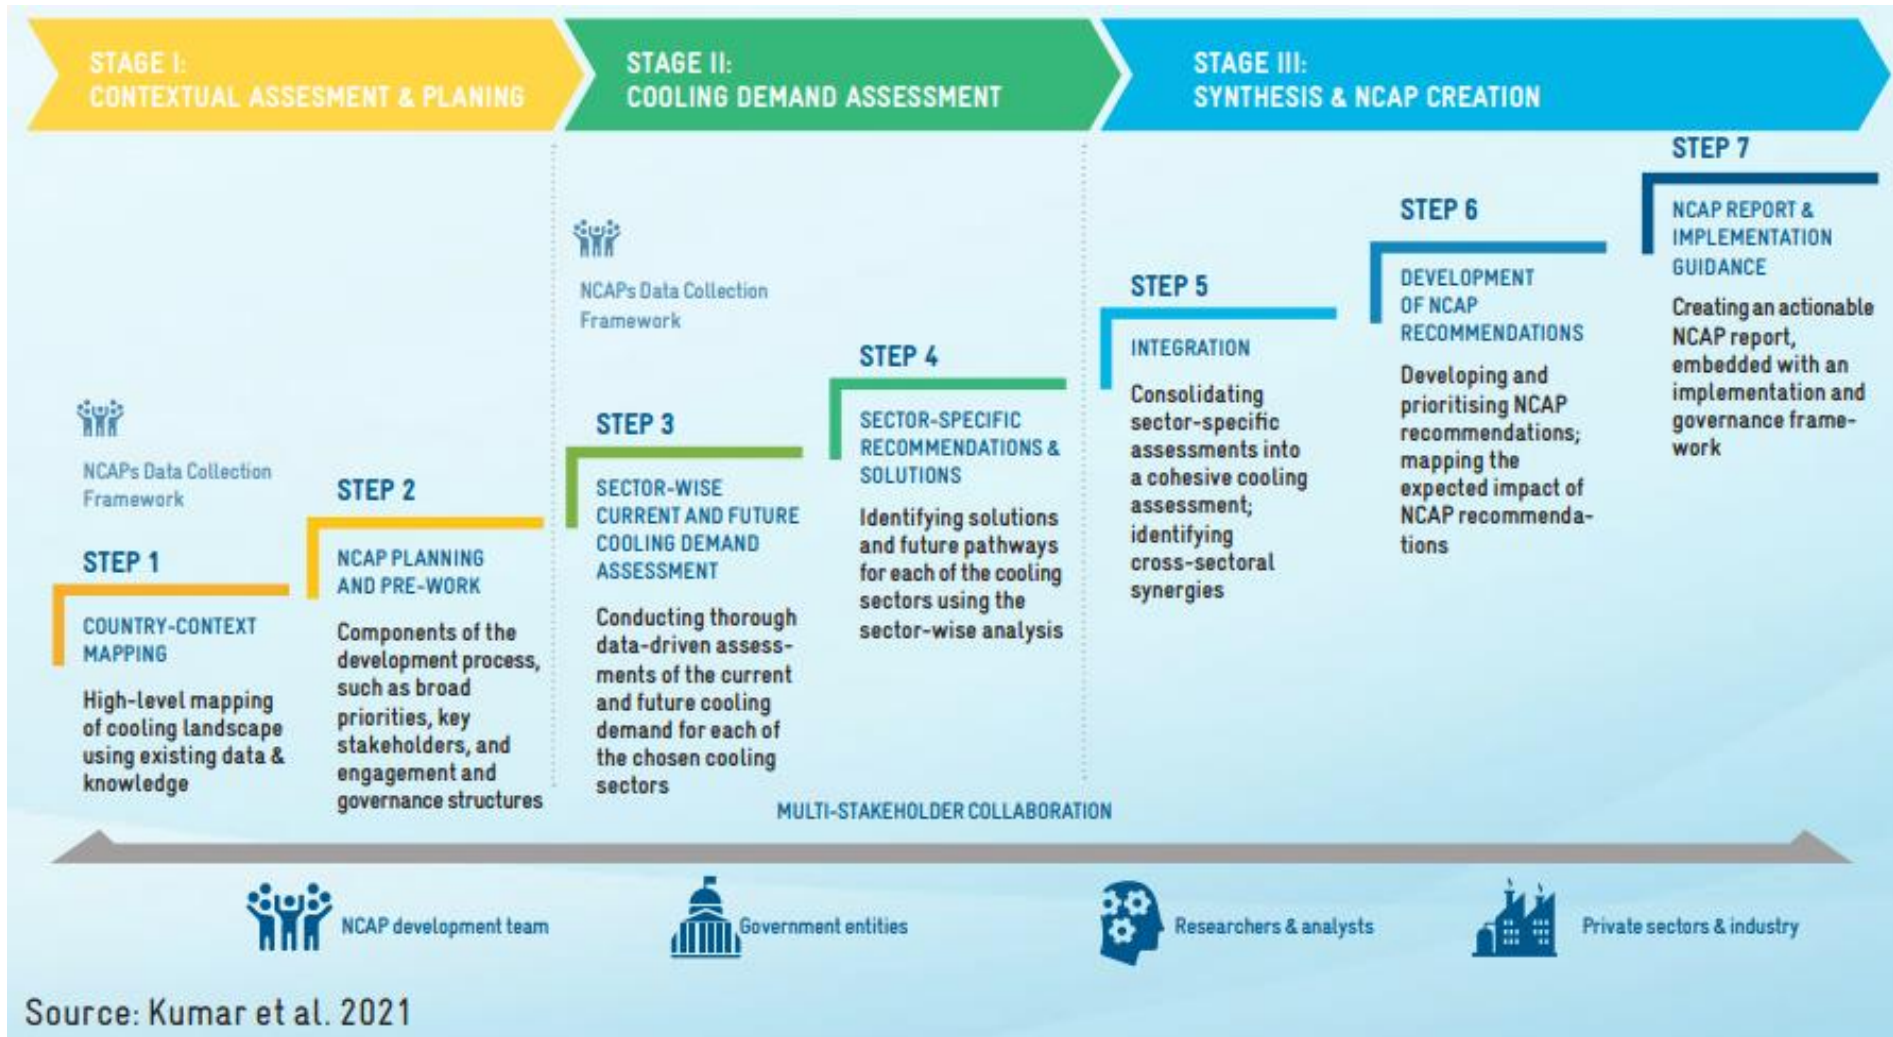 STAGE I:
CONTEXTUAL ASSESMENT & PLANING
STAGE II:
COOLING DEMAND ASSESSMENT
STAGE III:
SYNTHESIS & NCAP CREATION
NCAPs Data Collection
Framework
STEP 1
COUNTRY-CONTEXT
MAPPING
High-level mapping
of cooling landscape
using existing data &
knowledge
STEP 2
NCAP PLANNING
AND PRE-WORK
Components of the
development process,
such as broad
priorities, key
stakeholders, and
engagement and
governance structures
NCAPs Data Collection
Framework
STEP 3
SECTOR-WISE
CURRENT AND FUTURE
COOLING DEMAND
ASSESSMENT
Conducting thorough
data-driven assess-
ments of the current
and future cooling
demand for each of
the chosen cooling
sectors
STEP 4
SECTOR-SPECIFIC
RECOMMENDATIONS &
SOLUTIONS
Identifying solutions
and future pathways
for each of the cooling
sectors using the
sector-wise analysis
STEP 5
INTEGRATION
Consolidating
sector-specific
assessments into
a cohesive cooling
assessment;
identifying
cross-sectoral
synergies
STEP 6
DEVELOPMENT
OF NCAP
RECOMMENDATIONS
Developing and
prioritising NCAP
recommendations;
mapping the
expected impact of
NCAP recommenda-
tions
STEP 7
NCAP REPORT &
IMPLEMENTATION
GUIDANCE
Creating an actionable
NCAP report,
embedded with an
implementation and
governance frame-
work
MULTI-STAKEHOLDER COLLABORATION
NCAP development team
Government entities
Researchers & analysts
Private sectors & industry
Source: Kumar et al. 2021